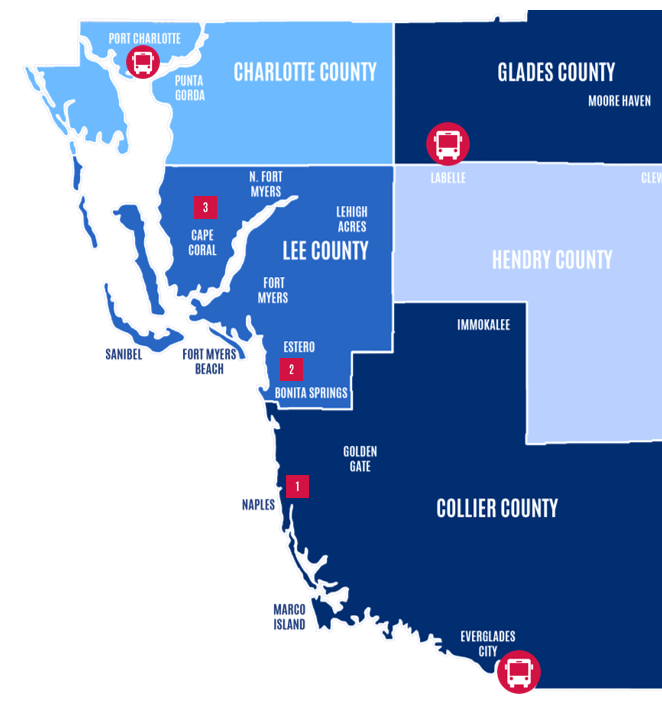 PORT CHARLOTTE
PUNTA
GORDA
CHARLOTTE COUNTY
GLADES COUNTY
MOORE HAVEN
LABELLE
CLEW
N. FORT
MYERS
3
CAPE
CORAL
LEHIGH
ACRES
LEE COUNTY
HENDRY COUNTY
FORT
MYERS
IMMOKALEE
SANIBEL
FORT MYERS
BEACH
ESTERO
2
BONITA SPRINGS
GOLDEN
GATE
1
NAPLES
COLLIER COUNTY
MARCO
ISLAND
EVERGLADES
CITY